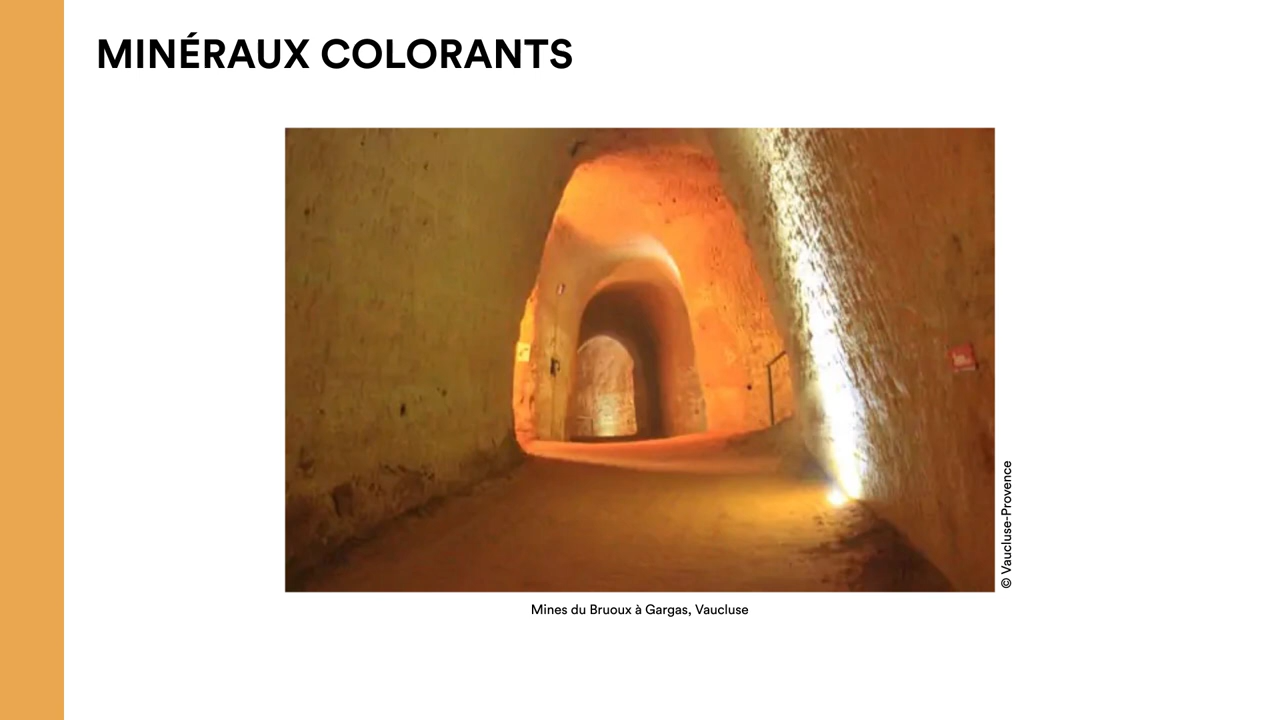 MINÉRAUX COLORANTS
© Vaucluse-Provence
Mines du Bruoux à Gargas, Vaucluse